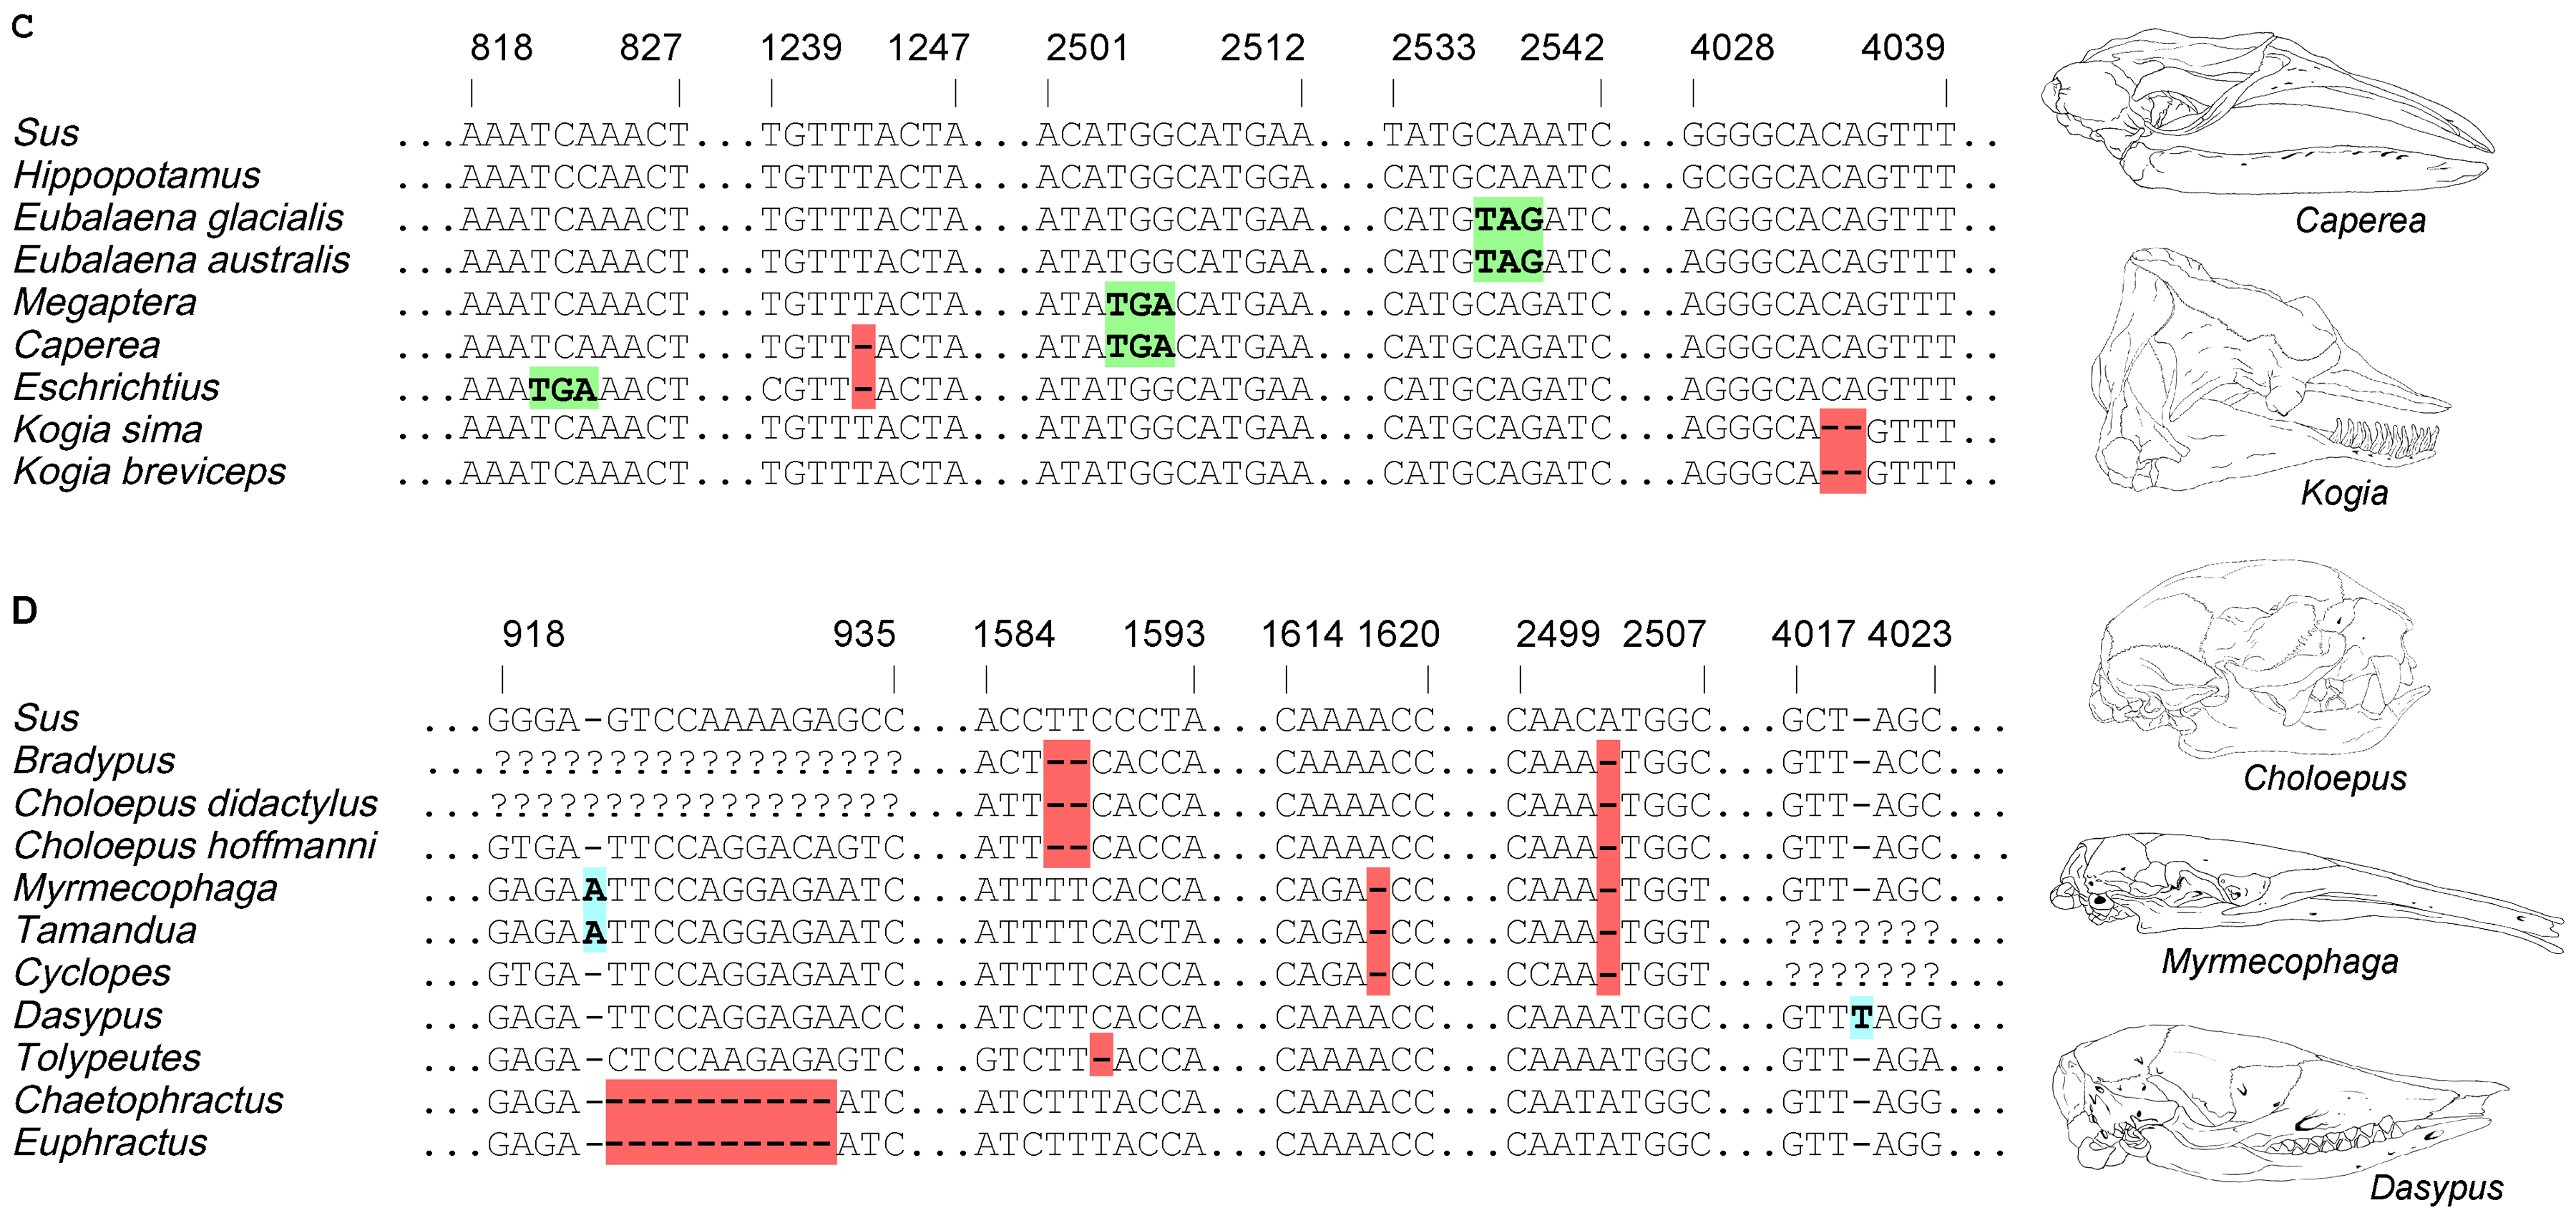 C
818 827 1239 1247 2501 2512 2533 2542 4028 4039
Sus ...AAATCAAACT...TGTTTACTA...ACATGGCATGAA...TATGCAAATC...GGGGCACAGTTT..
Hippopotamus ...AAATCCAACT...TGTTTACTA...ACATGGCATGGA...CATGCAAATC...GCGGCACAGTTT..
Eubalaena glacialis ...AAATCAAACT...TGTTTACTA...ATATGGCATGAA...CATGTAGATC...AGGGCACAGTTT..
Eubalaena australis ...AAATCAAACT...TGTTTACTA...ATATGGCATGAA...CATGTAGATC...AGGGCACAGTTT..
Megaptera ...AAATCAAACT...TGTTTACTA...ATATGACATGAA...CATGCAGATC...AGGGCACAGTTT..
Caperea ...AAATCAAACT...TGTT-ACTA...ATATGACATGAA...CATGCAGATC...AGGGCACAGTTT..
Eschrichtius ...AAATGAAACT...CGTT-ACTA...ATATGGCATGAA...CATGCAGATC...AGGGCACAGTTT..
Kogia sima ...AAATCAAACT...TGTTTACTA...ATATGGCATGAA...CATGCAGATC...AGGGCA--GTTT..
Kogia breviceps ...AAATCAAACT...TGTTTACTA...ATATGGCATGAA...CATGCAGATC...AGGGCA--GTTT..
Caperea
Kogia
D
918 935 1584 1593 1614 1620 2499 2507 4017 4023
Sus ...GGGA-GTCCAAAAGAGCC...ACCTTCCCTA...CAAAACC...CAACATGGC...GCT-AGC...
Bradypus ...??????????????????...ACT--CACCA...CAAAACC...CAAA-TGGC...GTT-ACC...
Choloepus didactylus ...??????????????????...ATT--CACCA...CAAAACC...CAAA-TGGC...GTT-AGC...
Choloepus hoffmanni ...GTGA-TTCCAGGACAGTC...ATT--CACCA...CAAAACC...CAAA-TGGC...GTT-AGC...
Myrmecophaga ...GAGAATTCCAGGAGAATC...ATTTTCACCA...CAGA-CC...CAAA-TGGT...GTT-AGC...
Tamandua ...GAGAATTCCAGGAGAATC...ATTTTCACTA...CAGA-CC...CAAA-TGGT...???????...
Cyclopes ...GTGA-TTCCAGGAGAATC...ATTTTCACCA...CAGA-CC...CCAA-TGGT...???????...
Dasypus ...GAGA-TTCCAGGAGAACC...ATCTTCACCA...CAAAACC...CAAAATGGC...GTTTAGG...
Tolypeutes ...GAGA-CTCCAAGAGAGTC...GTCTT-ACCA...CAAAACC...CAAAATGGC...GTT-AGA...
Chaetophractus ...GAGA-----------ATC...ATCTTTACCA...CAAAACC...CAATATGGC...GTT-AGG...
Euphractus ...GAGA-----------ATC...ATCTTTACCA...CAAAACC...CAATATGGC...GTT-AGG...
Choloepus
Myrmecophaga
Dasypus